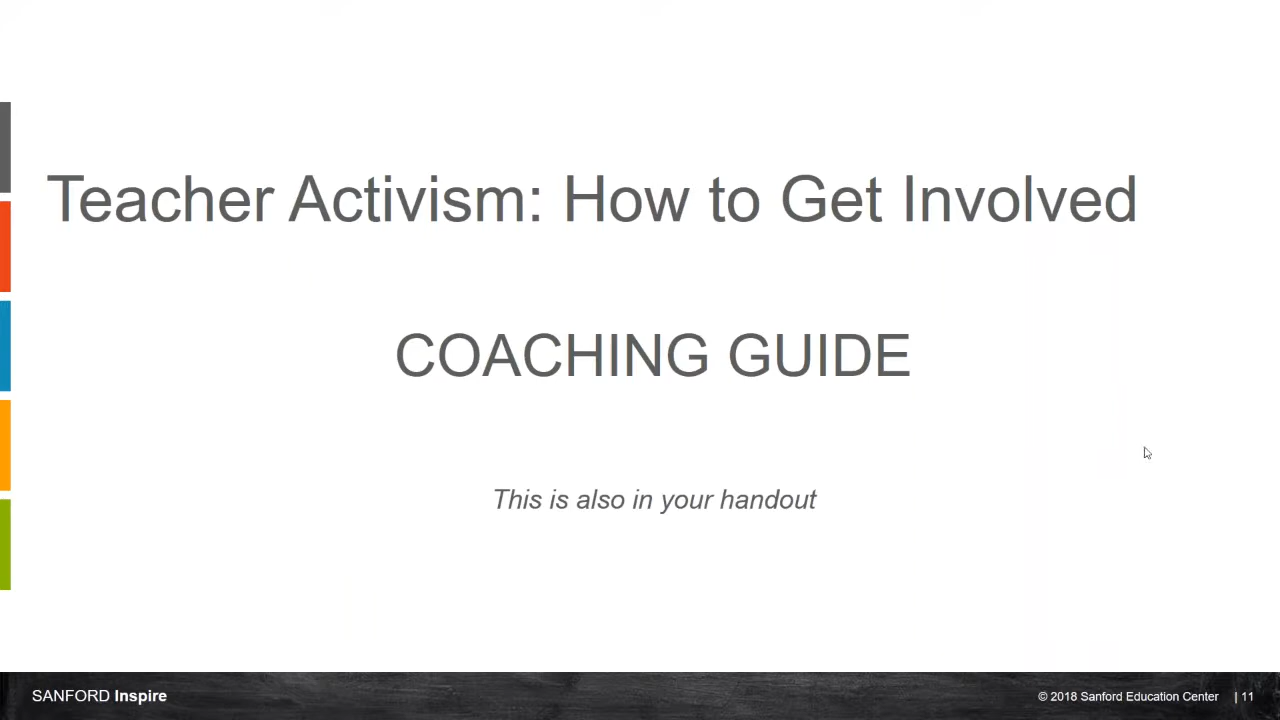 Teacher Activism: How to Get Involved
COACHING GUIDE
This is also in your handout
SANFORD Inspire
© 2018 Sanford Education Center | 11